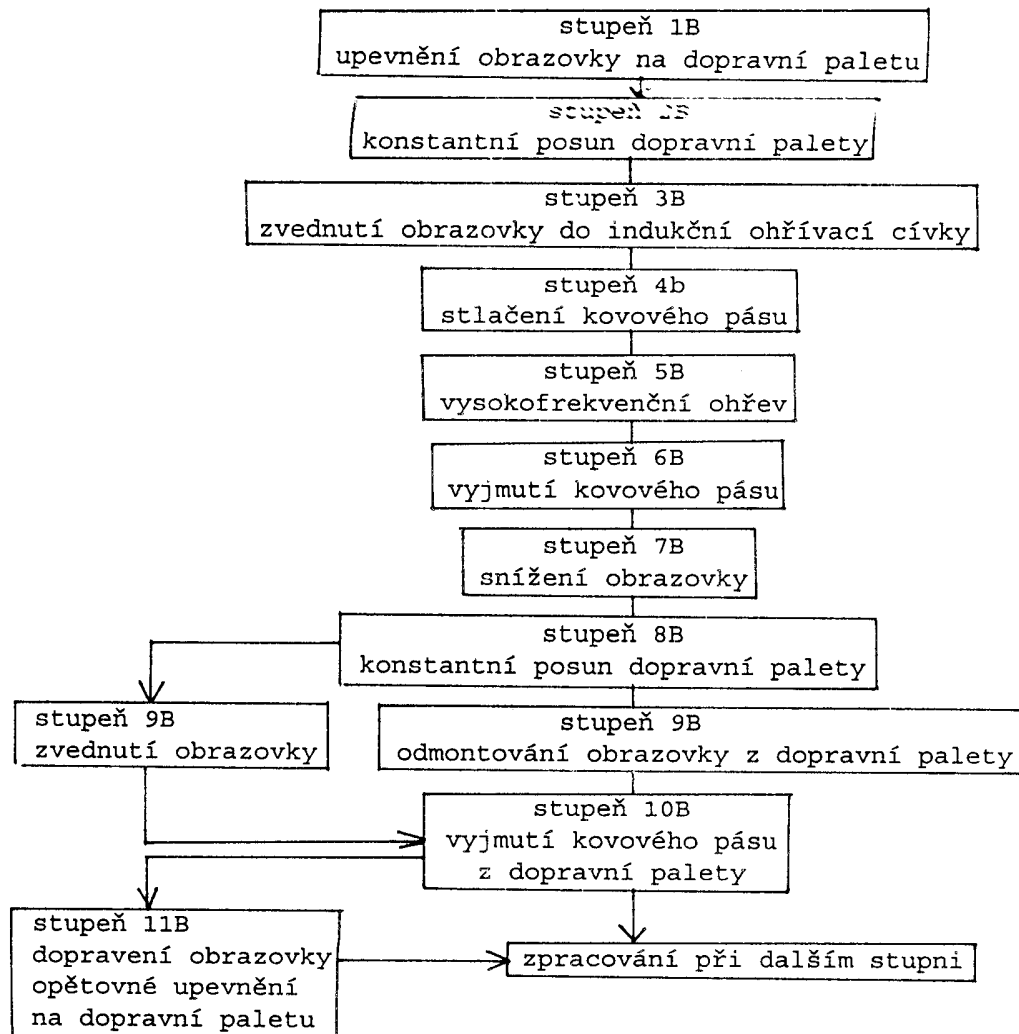 stupeň 1B
upevnění obrazovky na dopravní paletu
stupeň 2B
konstantní posun dopravní palety
stupeň 3B
zvednutí obrazovky do indukční ohřívací cívky
stupeň 4b
stlačení kovového pásu
stupeň 5B
vysokofrekvenční ohřev
stupeň 6B
vyjmutí kovového pásu
stupeň 7B
snížení obrazovky
stupeň 8B
konstantní posun dopravní palety
stupeň 9B
zvednutí obrazovky
stupeň 9B
odmontování obrazovky z dopravní palety
stupeň 10B
vyjmutí kovového pásu
z dopravní palety
stupeň 11B
dopravení obrazovky
opětovné upevnění
na dopravní paletu
zpracování při dalším stupni